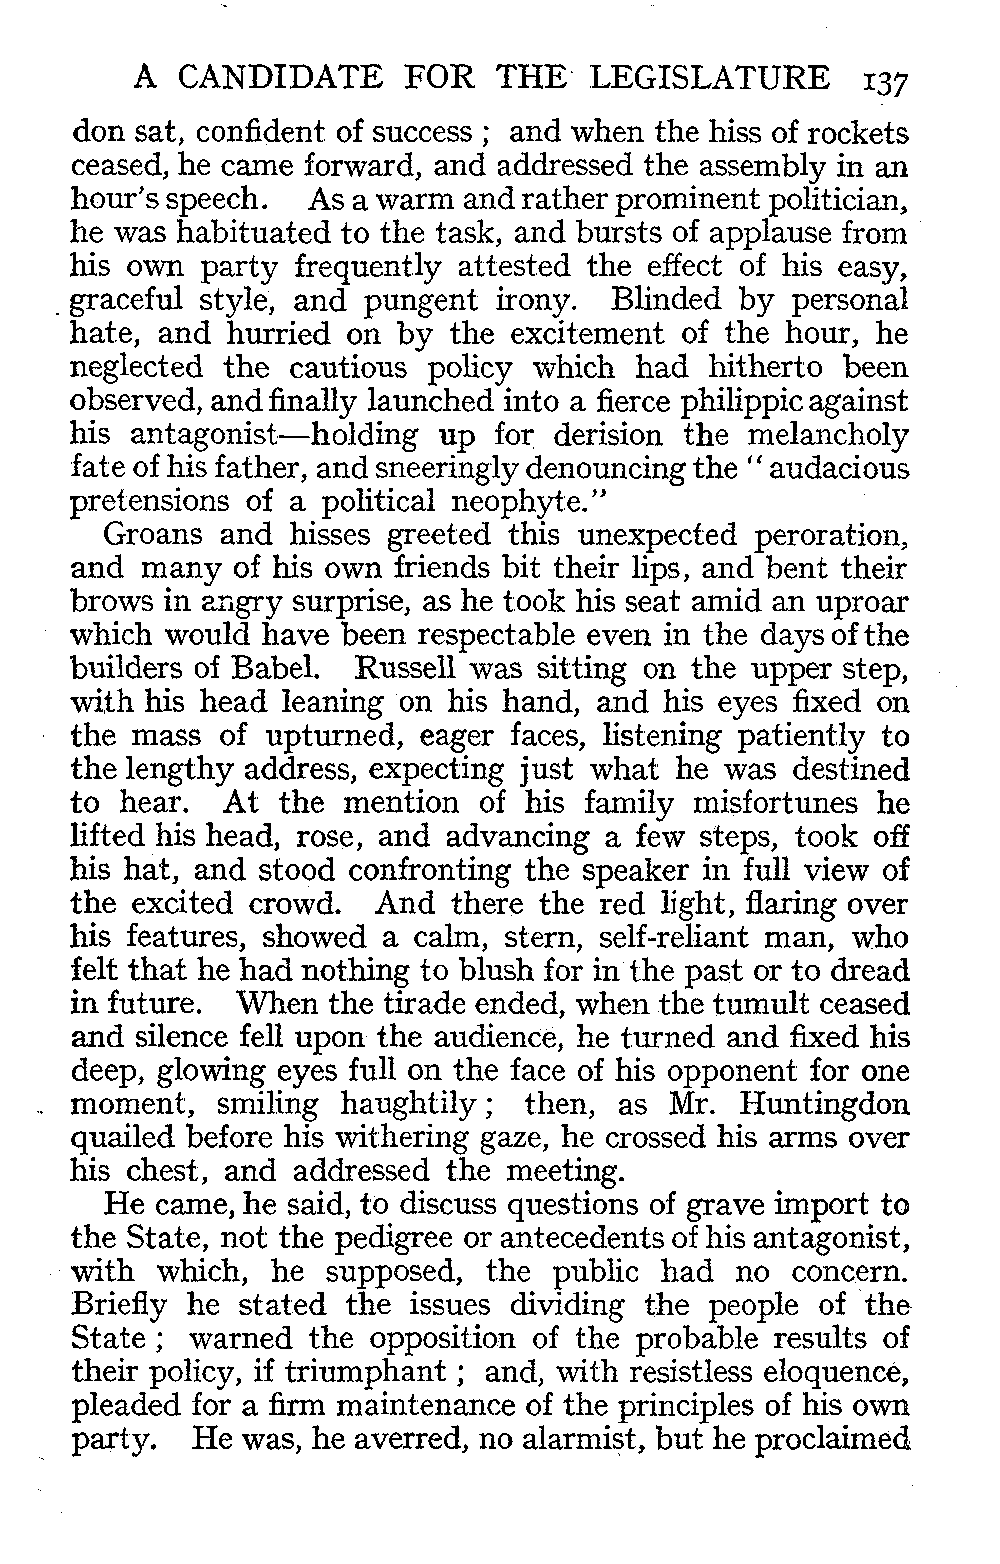 A CANDIDATE FOR THE LEGISLATURE 137
don sat, confident of success ; and when the hiss of rockets
ceased, he came forward, and addressed the assembly in an
hour's speech. As a warm and rather prominent politician,
he was habituated to the task, and bursts of applause from
his own party frequently attested the effect of his easy,
graceful style, and pungent irony. Blinded by personal
hate, and hurried on by the excitement of the hour, he
neglected the cautious policy which had hitherto been
observed, and finally launched into a fierce philippic against
his antagonist—holding up for derision the melancholy
fate of his father, and sneeringly denouncing the “ audacious
pretensions of a political neophyte.”
Groans and hisses greeted this unexpected peroration,
and many of his own friends bit their lips, and bent their
brows in angry surprise, as he took his seat amid an uproar
which would have been respectable even in the days of the
builders of Babel. Russell was sitting on the upper step,
with his head leaning on his hand, and his eyes fixed on
the mass of upturned, eager faces, listening patiently to
the lengthy address, expecting just what he was destined
to hear. At the mention of his family misfortunes he
lifted his head, rose, and advancing a few steps, took off
his hat, and stood confronting the speaker in full view of
the excited crowd. And there the red light, flaring over
his features, showed a calm, stern, self-reliant man, who
felt that he had nothing to blush for in the past or to dread
in future. When the tirade ended, when the tumult ceased
and silence fell upon the audience, he turned and fixed his
deep, glowing eyes full on the face of his opponent for one
moment, smiling haughtily ; then, as Mr. Huntingdon
quailed before his withering gaze, he crossed his arms over
his chest, and addressed the meeting.
He came, he said, to discuss questions of grave import to
the State, not the pedigree or antecedents of his antagonist,
with which, he supposed, the public had no concern.
Briefly he stated the issues dividing the people of the
State ; warned the opposition of the probable results of
their policy, if triumphant ; and, with resistless eloquence,
pleaded for a firm maintenance of the principles of his own
party. He was, he averred, no alarmist, but he proclaimed